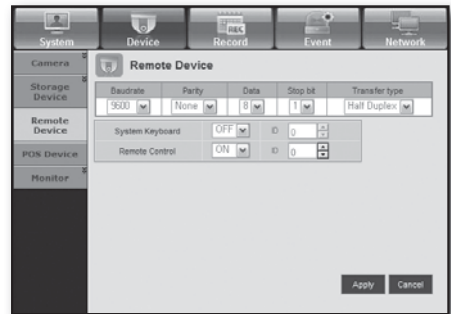 System Device Record Event Network
REC
Camera
Storage Device
Remote Device
POS Device
Monitor
Remote Device
Baudrate Parity Data Stop bit Transfer type
9600 None 8 1 Half Duplex
System Keyboard OFF ID 0
Remote Control ON ID 0
Apply Cancel